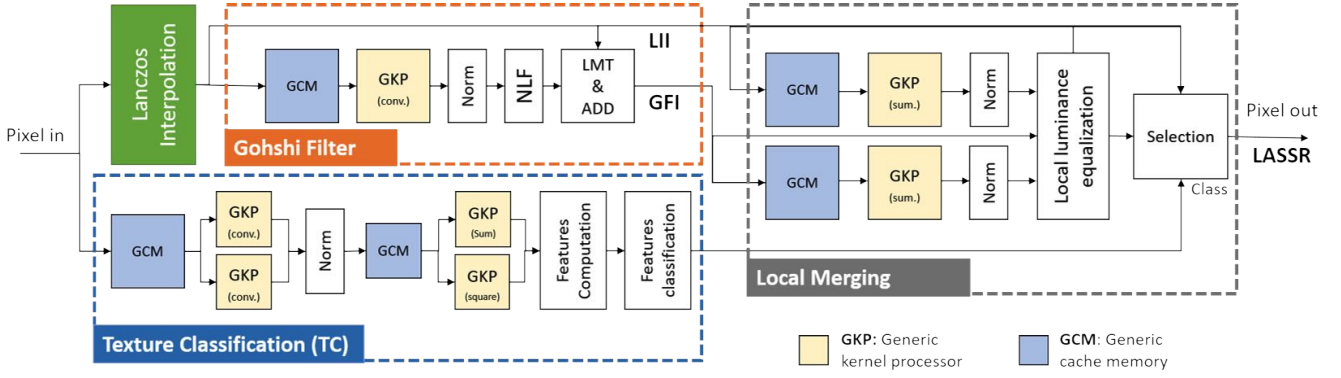 Pixel in
Lanczos
Interpolation
GCM
GKP
(conv.)
Norm
NLF
LMT
&
ADD
LII
GFI
Gohshi Filter
GCM
GKP
(conv.)
GKP
(conv.)
Norm
GCM
GKP
(Sum)
GKP
(square)
Features
Computation
Features
classification
Texture Classification (TC)
GCM
GKP
(sum.)
Norm
GCM
GKP
(sum.)
Norm
Local luminance
equalization
Selection
Class
Pixel out
LASSR
Local Merging
GKP: Generic
kernel processor
GCM: Generic
cache memory